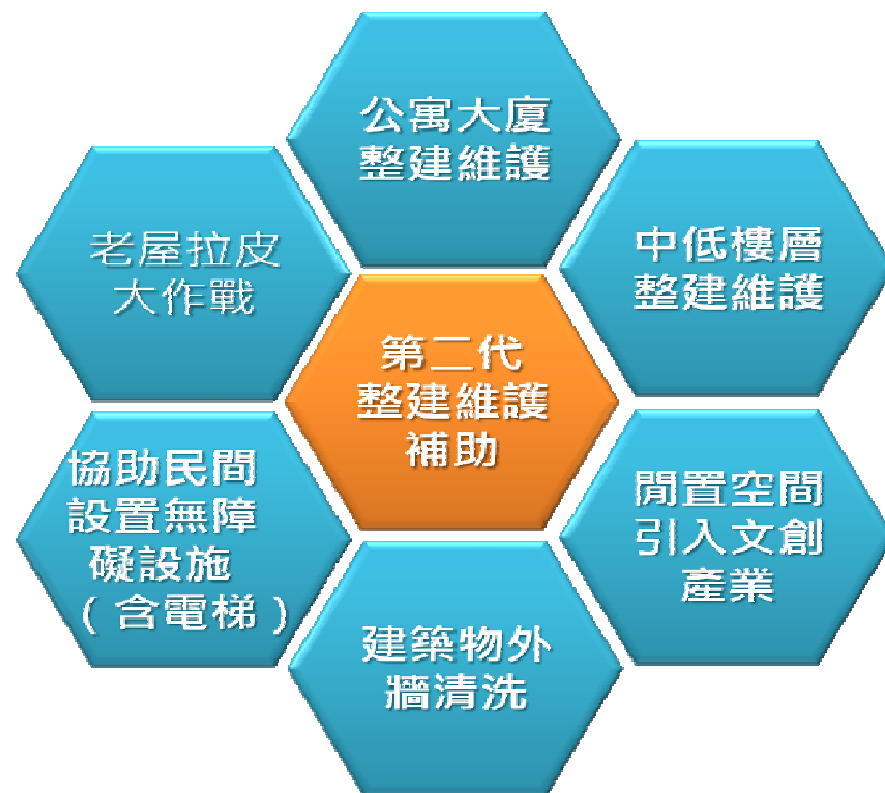 公寓大廈
整建維護
老屋拉皮
大作戰
中低樓層
整建維護
第二代
整建維護
補助
協助民間
設置無障
礙設施
（含電梯）
閒置空間
引入文創
產業
建築物外
牆清洗